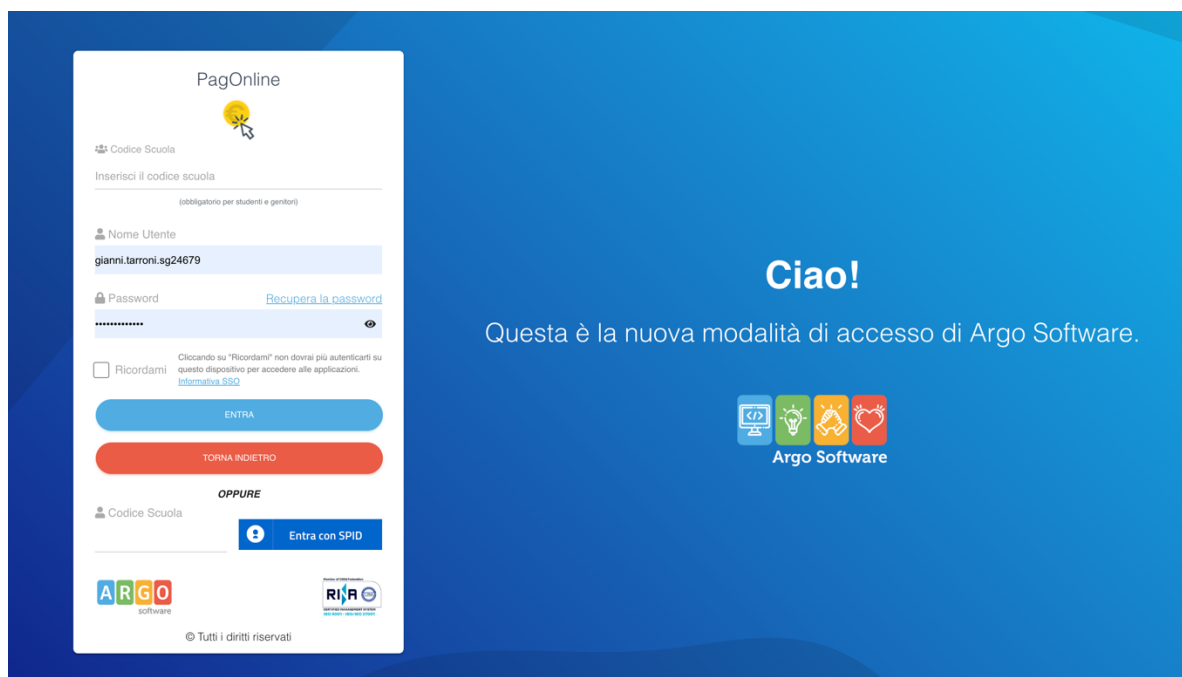 PagOnline
Codice Scuola
Inserisci il codice scuola
(obbligatorio per studenti e genitori)
Nome Utente
gianni.tarroni.sg24679
Password Recupera la password
•••••••••••••
Ricordami
Cliccando su "Ricordami" non dovrai più autenticarti su
questo dispositivo per accedere alle applicazioni.
Informativa SSO
ENTRA
TORNA INDIETRO
OPPURE
Codice Scuola
Entra con SPID
ARGO
software
RINA
© Tutti i diritti riservati
Ciao!
Questa è la nuova modalità di accesso di Argo Software.
</>
Argo Software